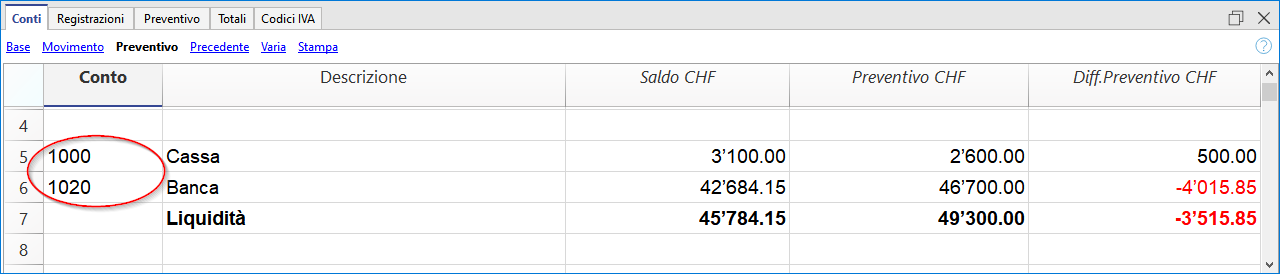 Conti Registrazioni Preventivo Totali Codici IVA
Base Movimento Preventivo Precedente Varia Stampa ?
Conto Descrizione Saldo CHF Preventivo CHF Diff.Preventivo CHF
4
5 1000 Cassa 3’100.00 2’600.00 500.00
6 1020 Banca 42’684.15 46’700.00 -4’015.85
7 Liquidità 45’784.15 49’300.00 -3’515.85
8